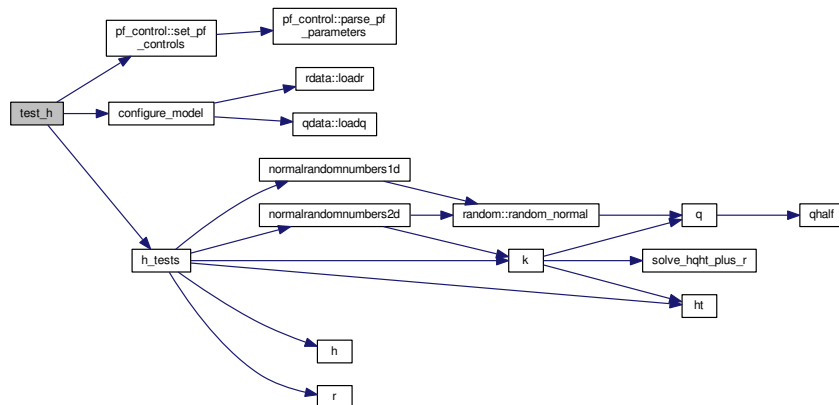 pf_control::set_pf
_controls
pf_control::parse_pf
_parameters
rdata::loadr
test_h
configure_model
qdata::loadq
normalrandomnumbers1d
normalrandomnumbers2d
random::random_normal
q
qhalf
h_tests
k
solve_hqht_plus_r
ht
h
r